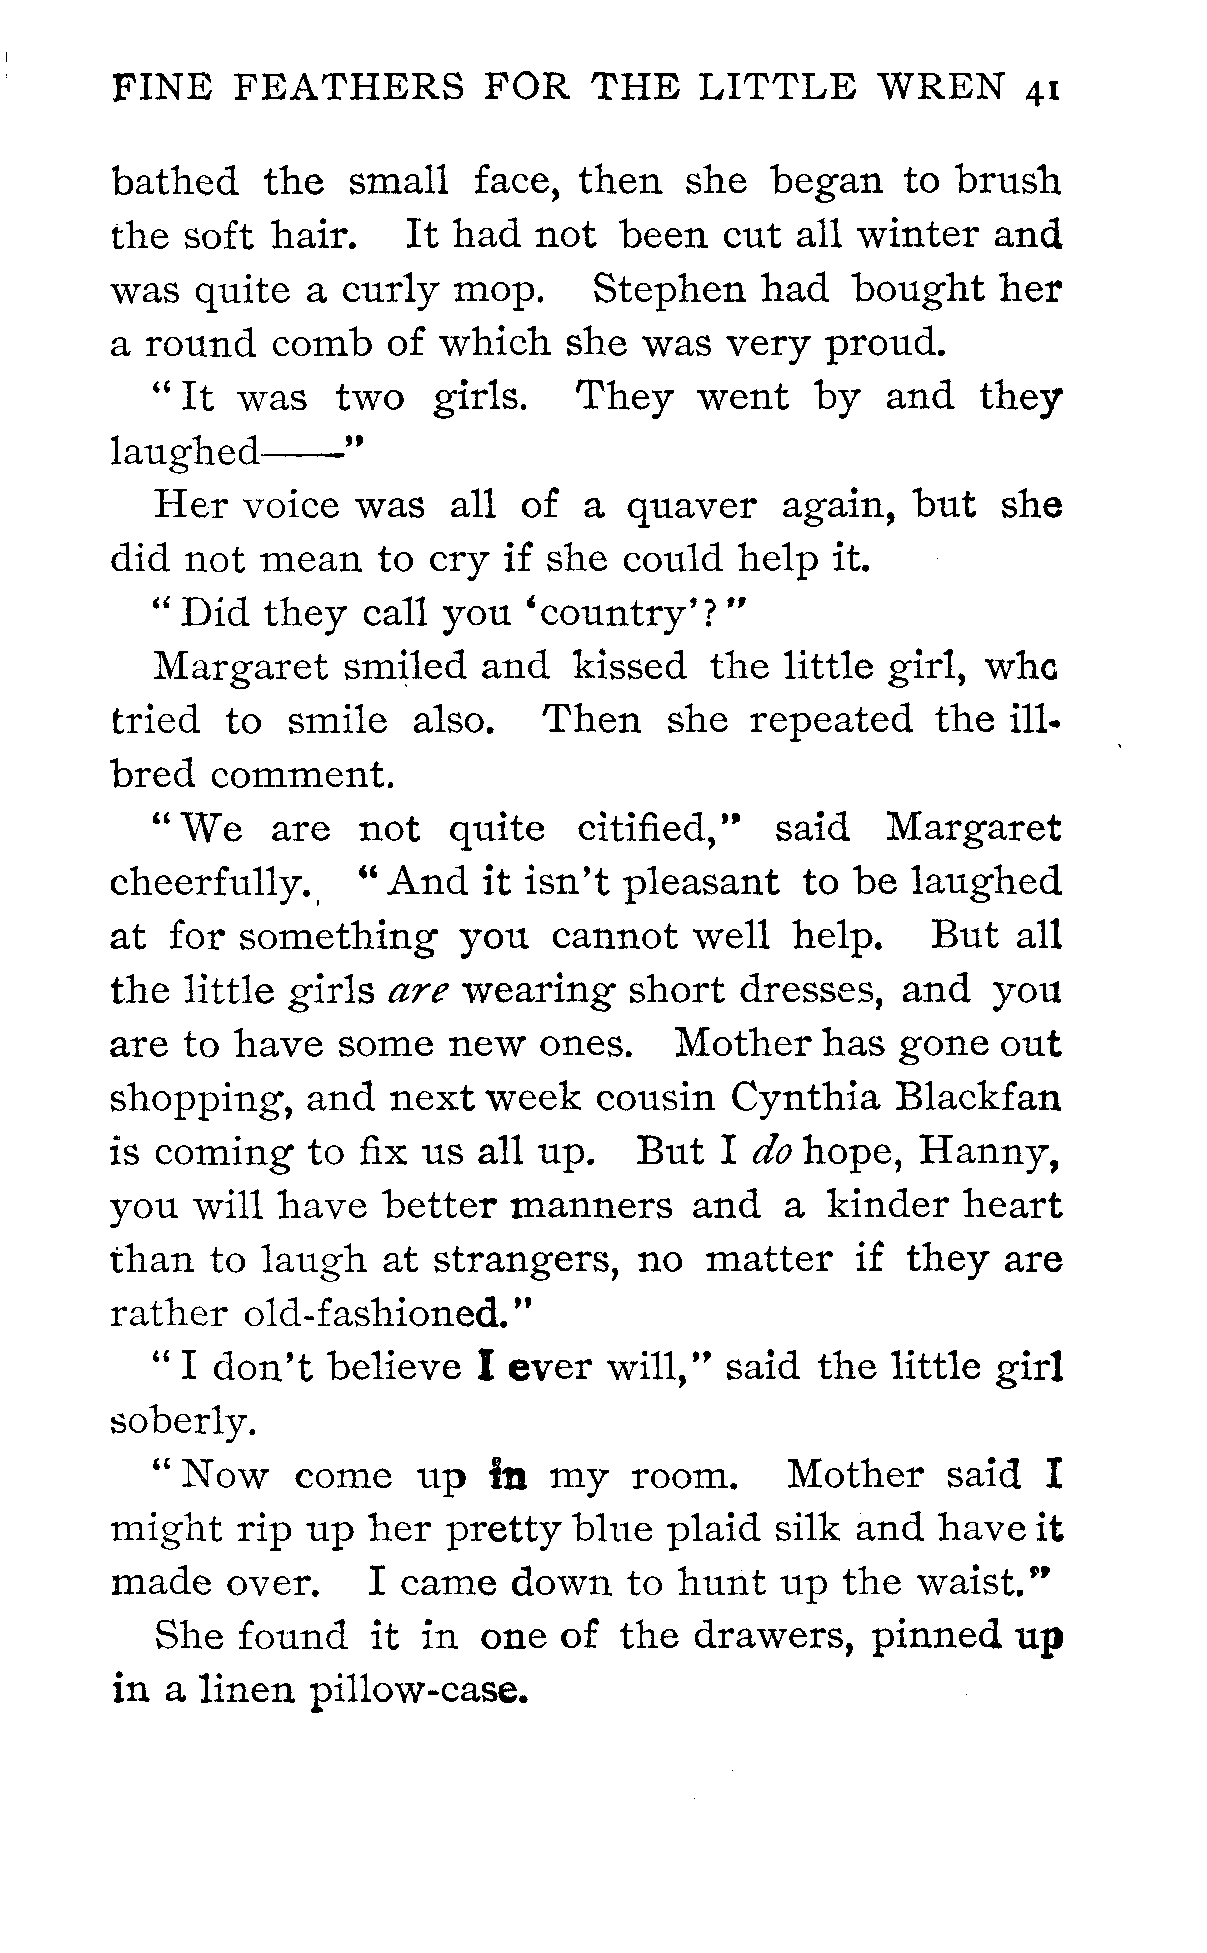 FINE FEATHERS FOR THE LITTLE WREN 41
bathed the small face, then she began to brush
the soft hair. It had not been cut all winter and
was quite a curly mop. Stephen had bought her
a round comb of which she was very proud.
"It was two girls. They went by and they
laughed——"
Her voice was all of a quaver again, but she
did not mean to cry if she could help it.
"Did they call you 'country'?"
Margaret smiled and kissed the little girl, who
tried to smile also. Then she repeated the ill-
bred comment.
"We are not quite citified," said Margaret
cheerfully. "And it isn't pleasant to be laughed
at for something you cannot well help. But all
the little girls are wearing short dresses, and you
are to have some new ones. Mother has gone out
shopping, and next week cousin Cynthia Blackfan
is coming to fix us all up. But I do hope, Hanny,
you will have better manners and a kinder heart
than to laugh at strangers, no matter if they are
rather old-fashioned."
"I don't believe I ever will," said the little girl
soberly.
"Now come up in my room. Mother said I
might rip up her pretty blue plaid silk and have it
made over. I came down to hunt up the waist."
She found it in one of the drawers, pinned up
in a linen pillow-case.